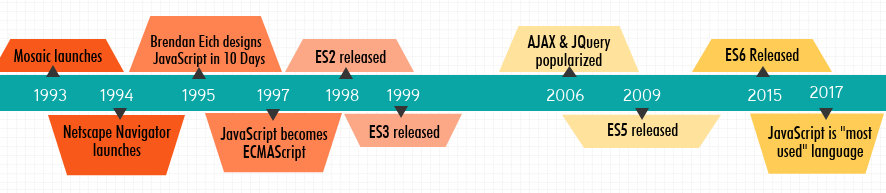 Mosaic launches
Brendan Eich designs
JavaScript in 10 Days
ES2 released
AJAX & JQuery
popularized
ES6 Released
1993 1994 1995 1997 1998 1999 2006 2009 2015 2017
Netscape Navigator
launches
JavaScript becomes
ECMAScript
ES3 released
ES5 released
JavaScript is "most
used" language